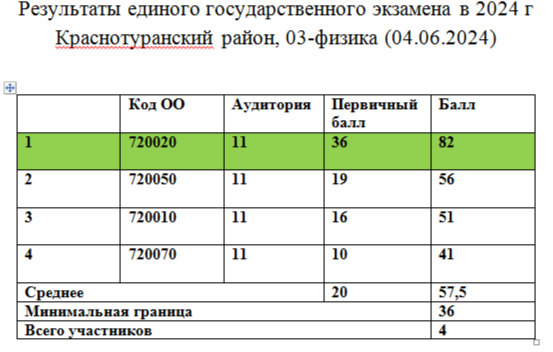 Результаты единого государственного экзамена в 2024 г
Краснотуранский район, 03-физика (04.06.2024)
Код ОО Аудитория Первичный балл Балл
1 720020 11 36 82
2 720050 11 19 56
3 720010 11 16 51
4 720070 11 10 41
Среднее 20 57,5
Минимальная граница 36
Всего участников 4